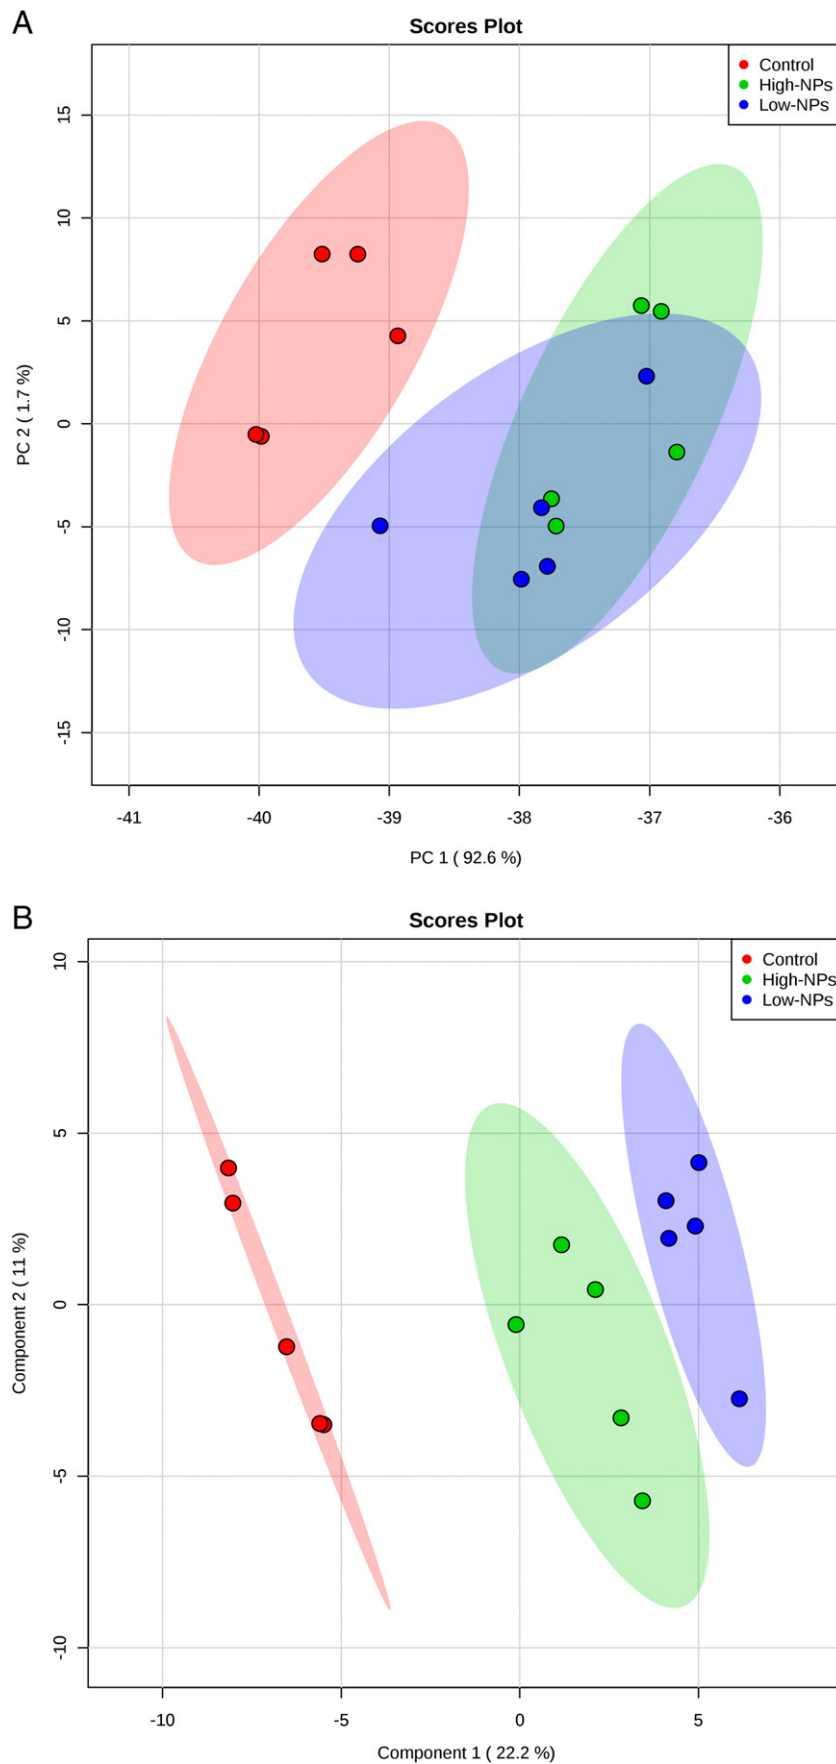 A
Scores Plot
Control
High-NPs
Low-NPs
15
10
5
0
-5
-10
-15
PC 2 ( 1.7 %)
-41
-40
-39
-38
-37
-36
PC 1 ( 92.6 %)
B
Scores Plot
Control
High-NPs
Low-NPs
10
5
0
-5
-10
Component 2 ( 11 %)
-10
-5
0
5
Component 1 ( 22.2 %)